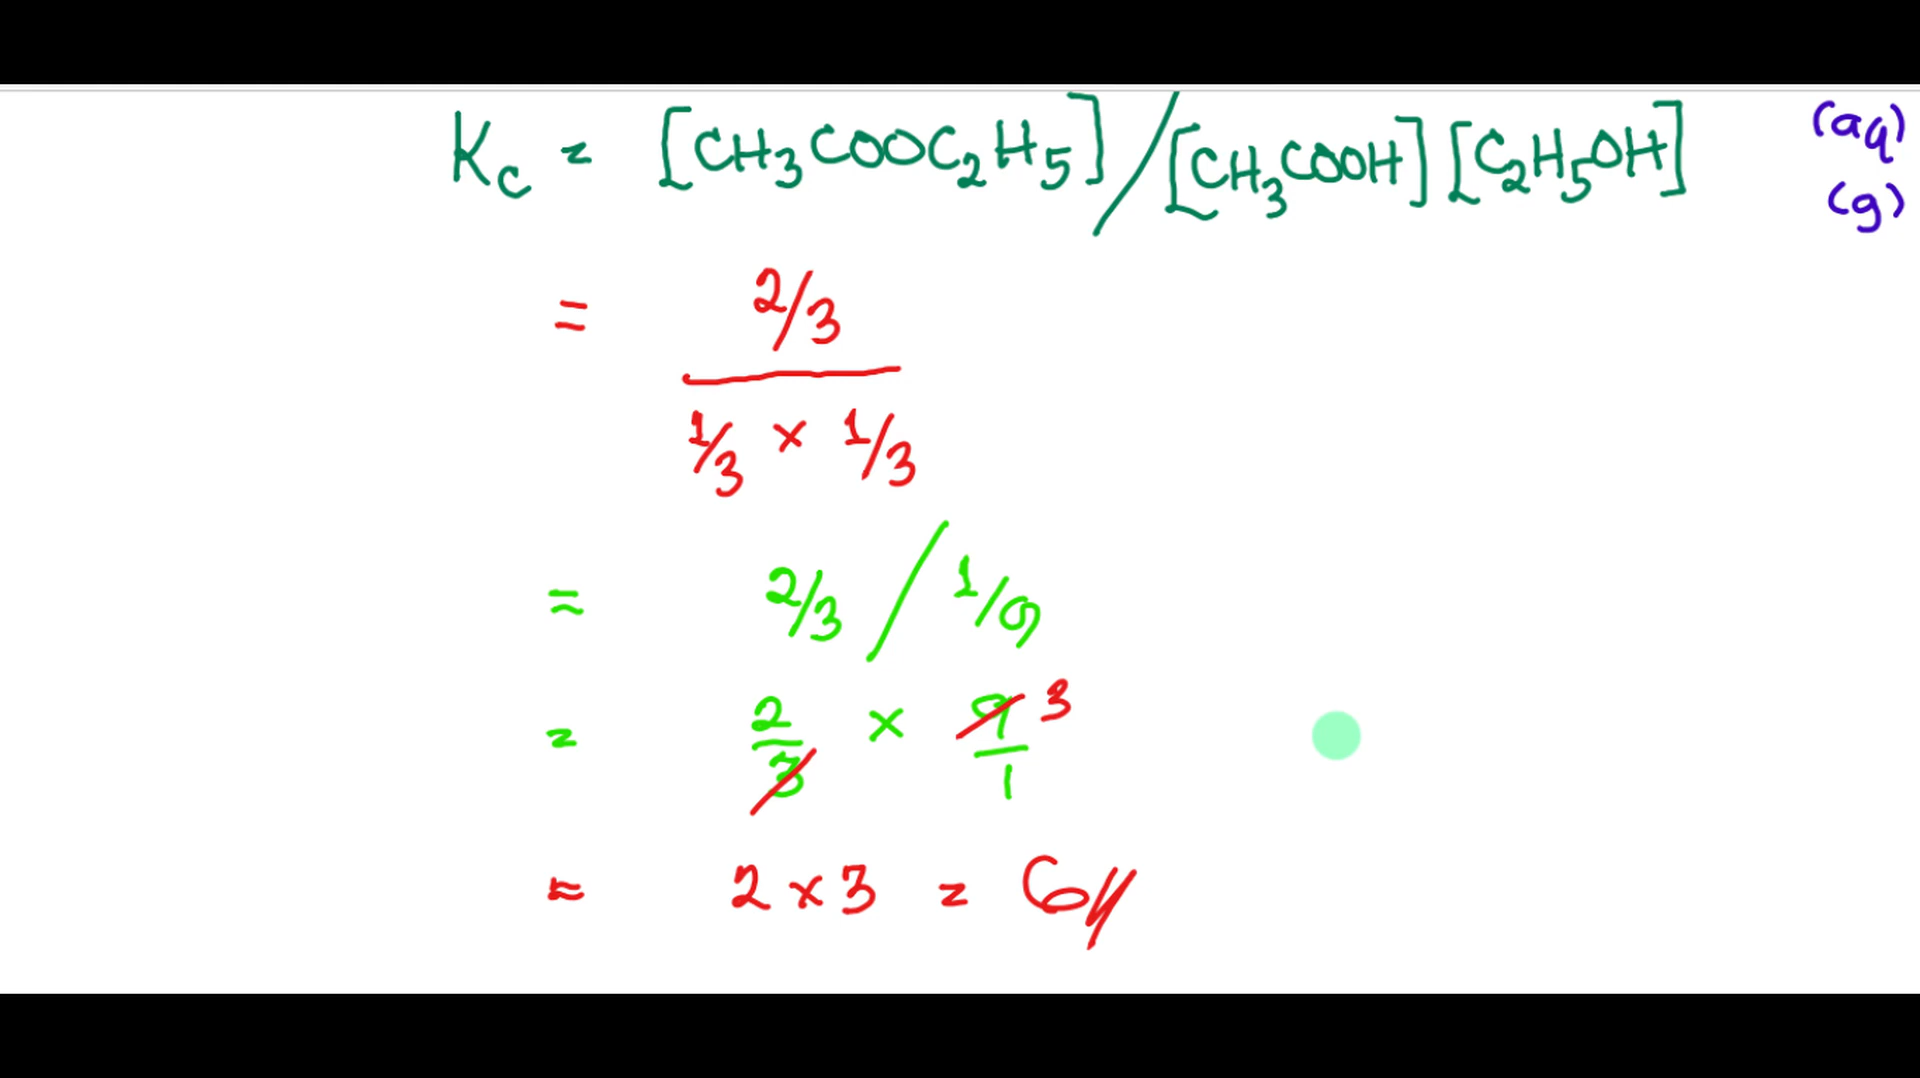 Kc = [CH3COOC2H5] / [CH3COOH][C2H5OH] (aq)
(g)
= 2/3
1/3 × 1/3
= 2/3 / 1/9
= 2/3 × 9/1 3
= 2 × 3 = 6//